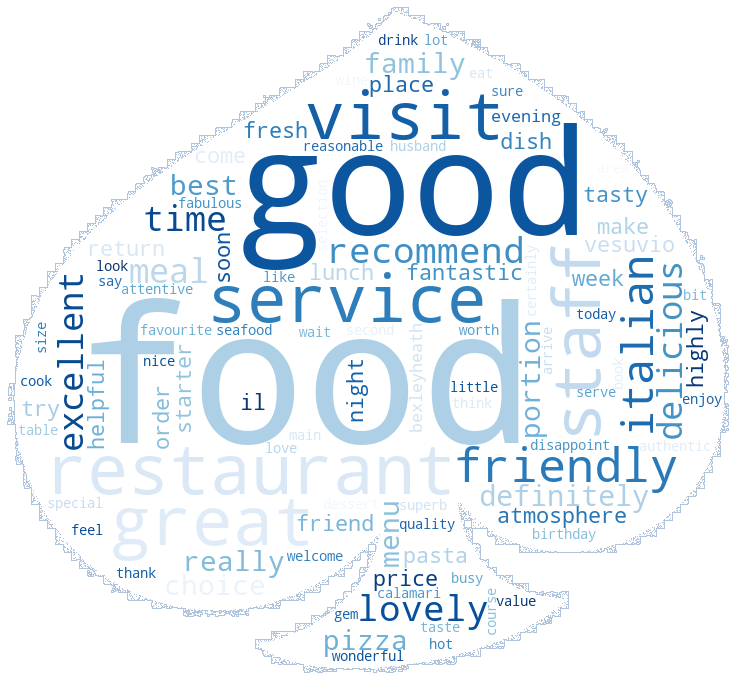 drink lot
family
wine eat
place
sure
visit
evening
fresh
dish
reasonable husband
good
come
area
best
tasty
fabulous
time
selection
make
return
soon
recommend
vesuvio
look
meal
lunch
fantastic
week
say
attentive
like
certainly
staff
italian
delicious
bit
service
today
highly
size
excellent
favourite seafood
wait
second
worth
food
bexleyheath
portion
arrive
helpful
starter
nice
night
cook
il
little
think
book
serve
enjoy
try
order
table
main
love
disappoint
authentic
restaurant
friendly
special
great
dessert
superb
definitely
feel
friend
menu
quality
atmosphere
birthday
really
welcome
pasta
thank
choice
price
busy
calamari
lovely
value
gem
taste
course
pizza
hot
wonderful